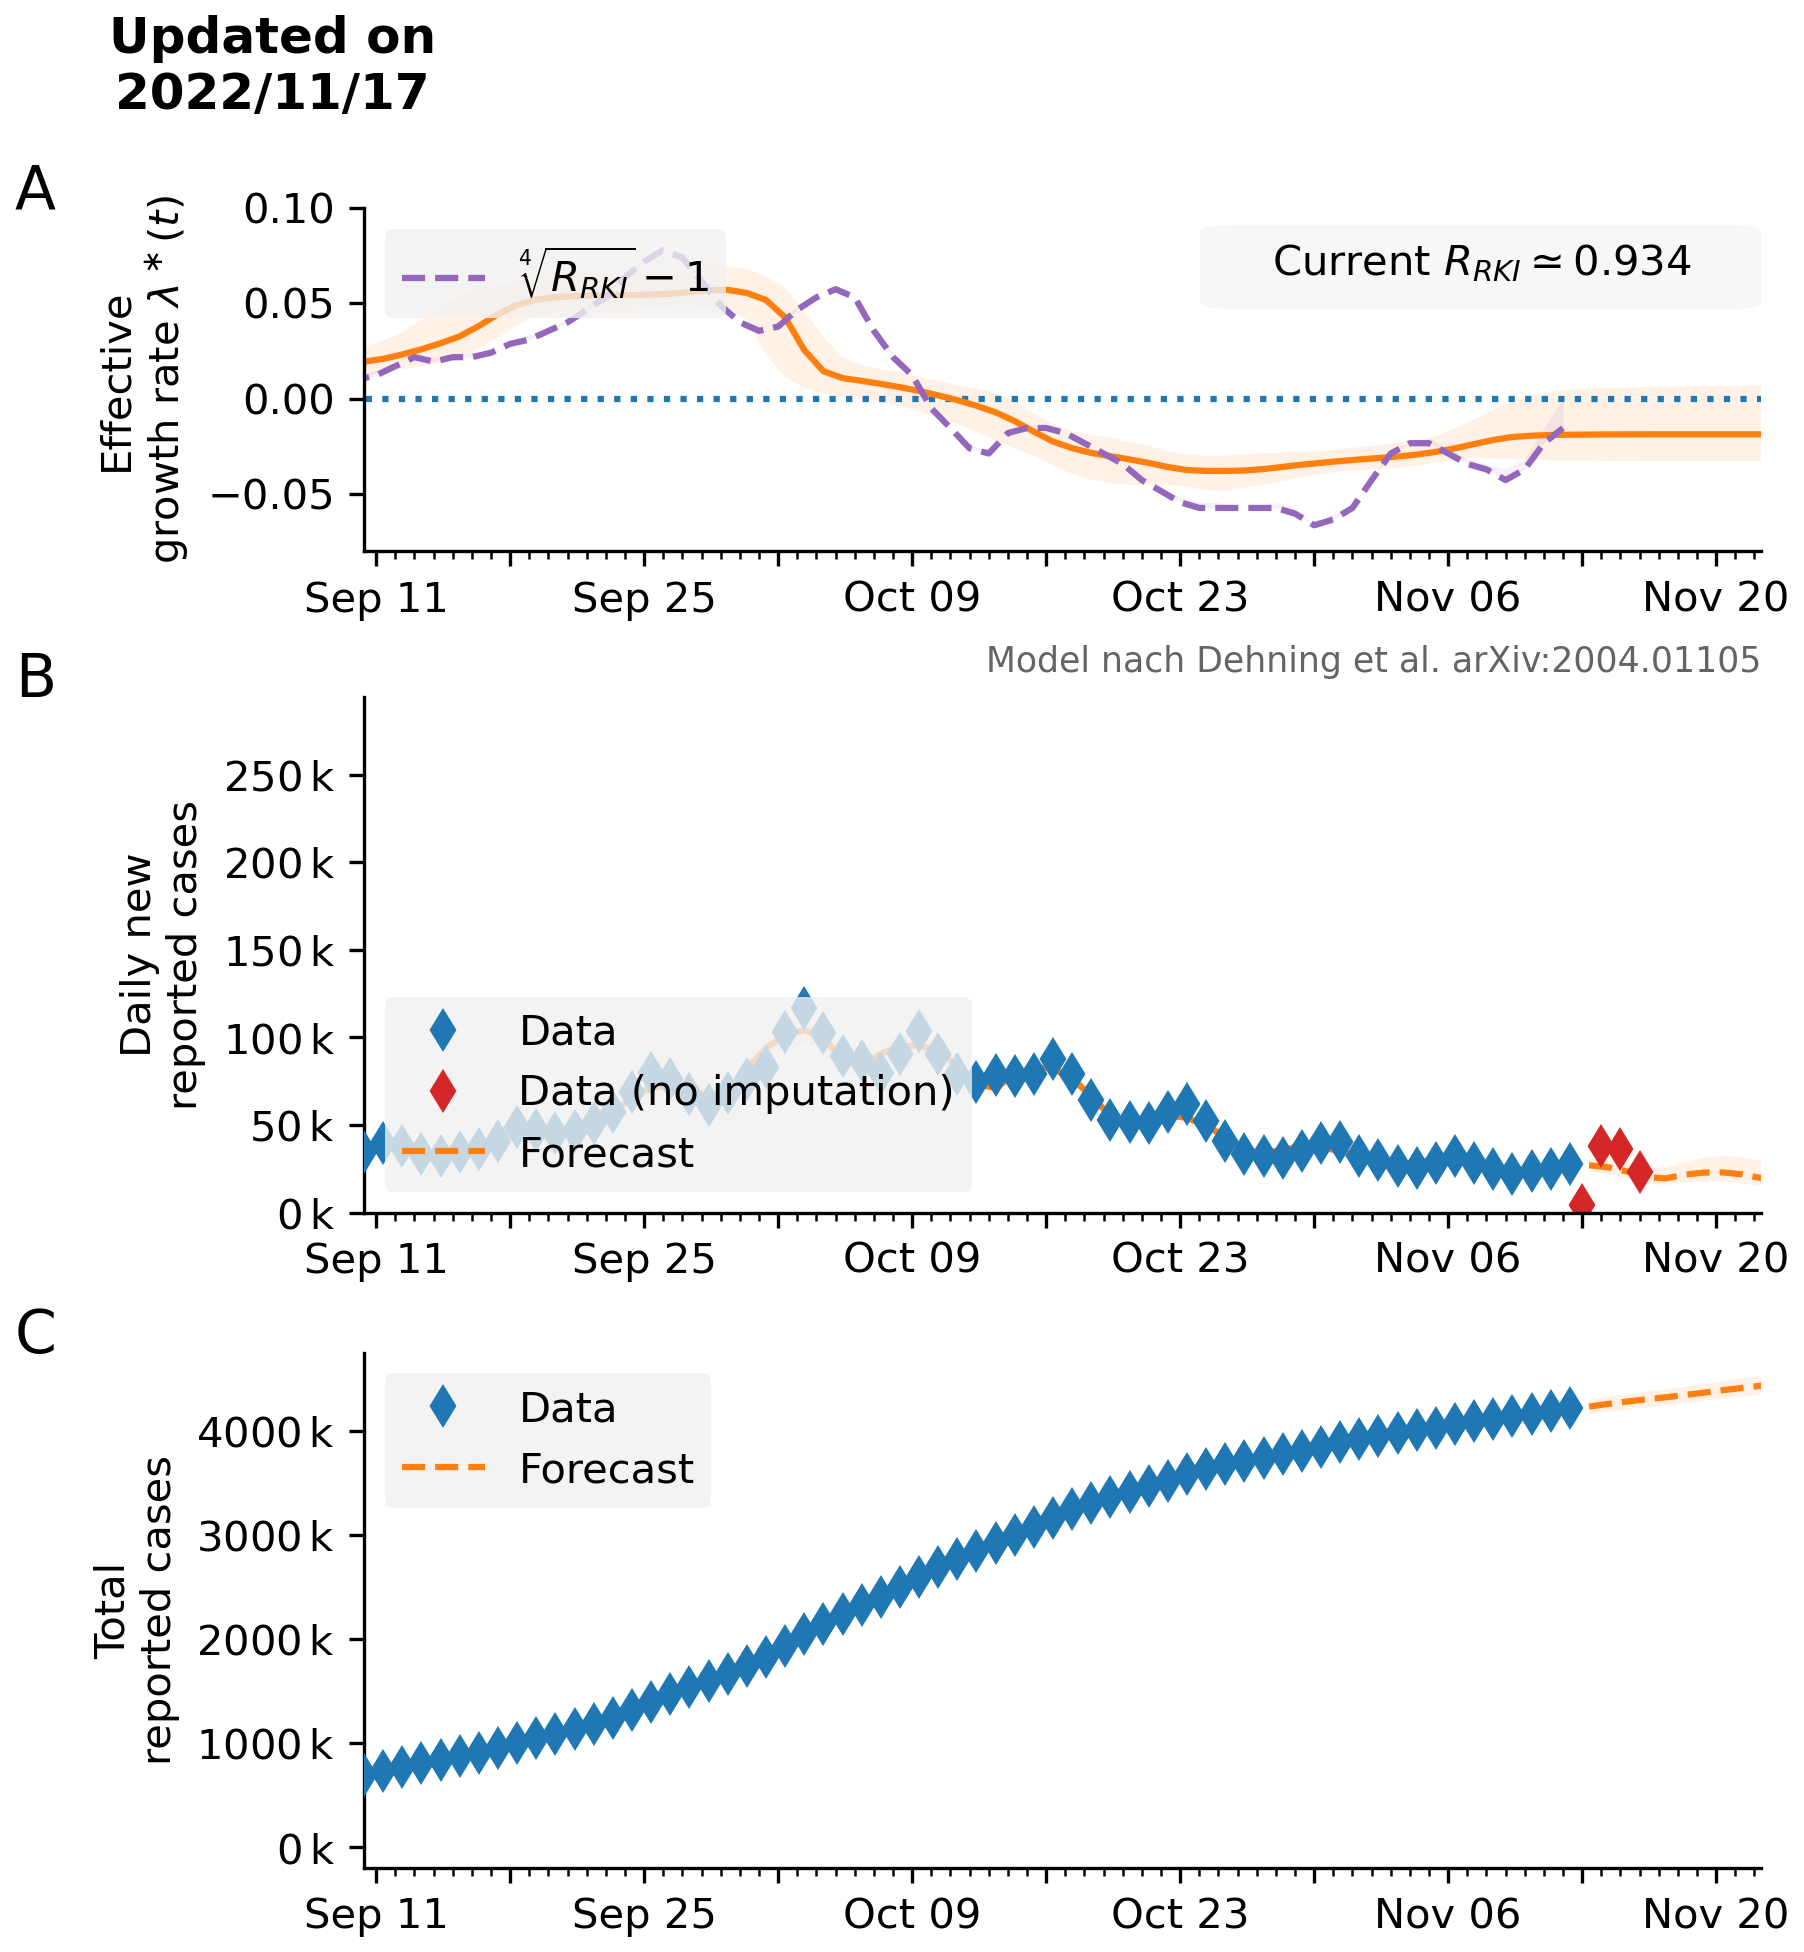 Updated on
2022/11/17
A
Effective
growth rate λ*(t)
0.10
0.05
0.00
−0.05
∜R_RKI − 1
Current R_RKI ≃ 0.934
Sep 11 Sep 25 Oct 09 Oct 23 Nov 06 Nov 20
Model nach Dehning et al. arXiv:2004.01105
B
Daily new
reported cases
250 k
200 k
150 k
100 k
50 k
0 k
Data
Data (no imputation)
Forecast
Sep 11 Sep 25 Oct 09 Oct 23 Nov 06 Nov 20
C
Total
reported cases
4000 k
3000 k
2000 k
1000 k
0 k
Data
Forecast
Sep 11 Sep 25 Oct 09 Oct 23 Nov 06 Nov 20